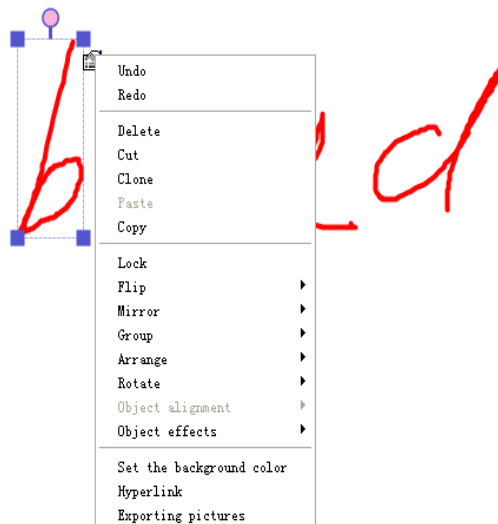 b d
Undo
Redo
Delete
Cut
Clone
Paste
Copy
Lock
Flip
Mirror
Group
Arrange
Rotate
Object alignment
Object effects
Set the background color
Hyperlink
Exporting pictures